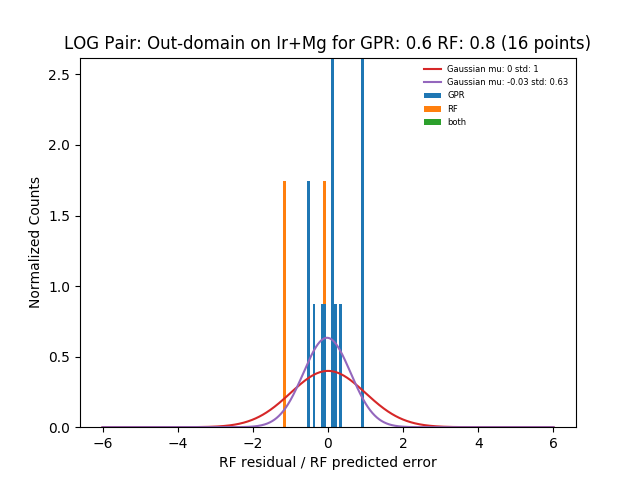 LOG Pair: Out-domain on Ir+Mg for GPR: 0.6 RF: 0.8 (16 points)
Gaussian mu: 0 std: 1
Gaussian mu: -0.03 std: 0.63
GPR
RF
both
Normalized Counts
2.5
2.0
1.5
1.0
0.5
0.0
−6
−4
−2
0
2
4
6
RF residual / RF predicted error